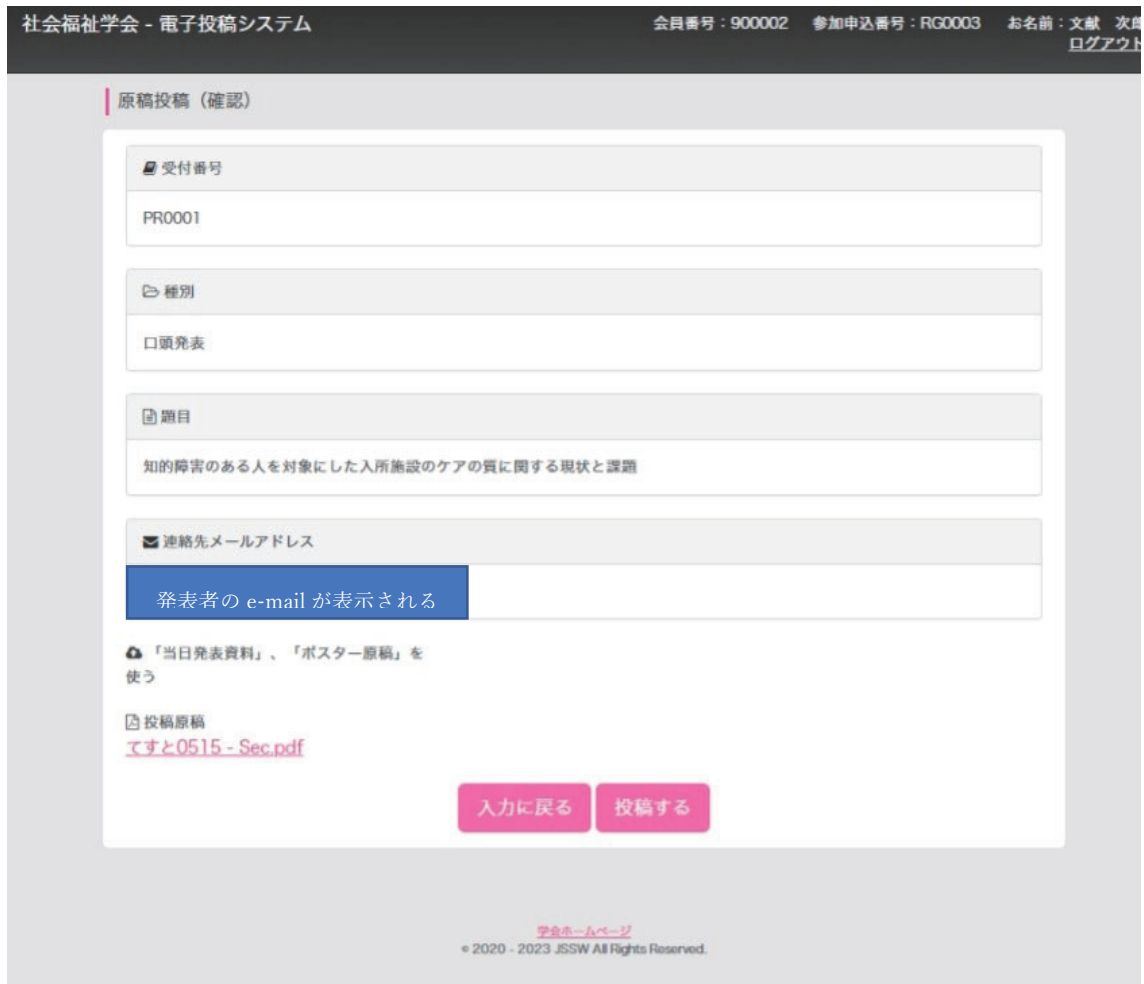 社会福祉学会 - 電子投稿システム
会員番号：900002 参加申込番号：RG0003 お名前：文献 次郎
ログアウト
原稿投稿（確認）
受付番号
PR0001
種別
口頭発表
題目
知的障害のある人を対象にした入所施設のケアの質に関する現状と課題
連絡先メールアドレス
発表者の e-mail が表示される
「当日発表資料」、「ポスター原稿」を
使う
投稿原稿
てすと0515 - Sec.pdf
入力に戻る 投稿する
学会ホームページ
© 2020 - 2023 JSSW All Rights Reserved.